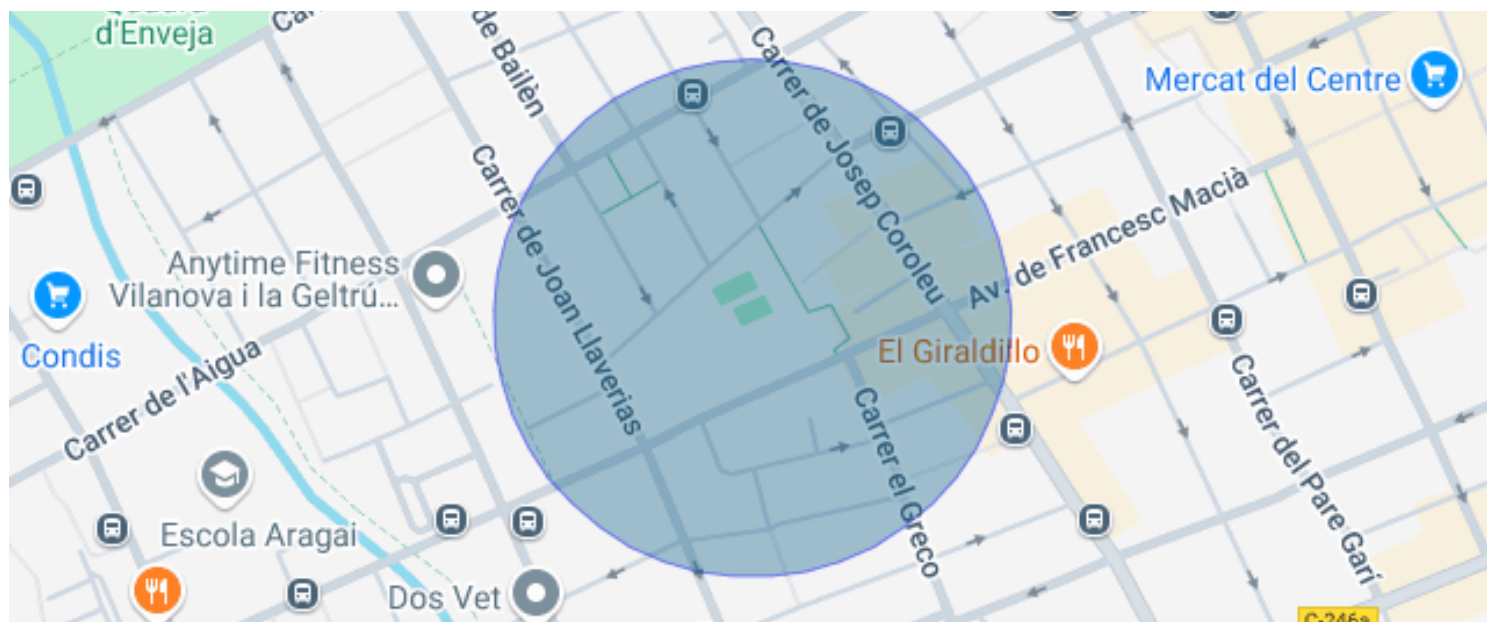 d'Enveja
de Bailèn
Carrer de Josep Coroleu
Mercat del Centre
Carrer de Joan Llaverias
Av. de Francesc Macià
Anytime Fitness
Vilanova i la Geltrú...
Condis
El Giraldillo
Carrer de l'Aigua
Carrer el Greco
Carrer del Pare Garí
Escola Aragai
Dos Vet
C-246a